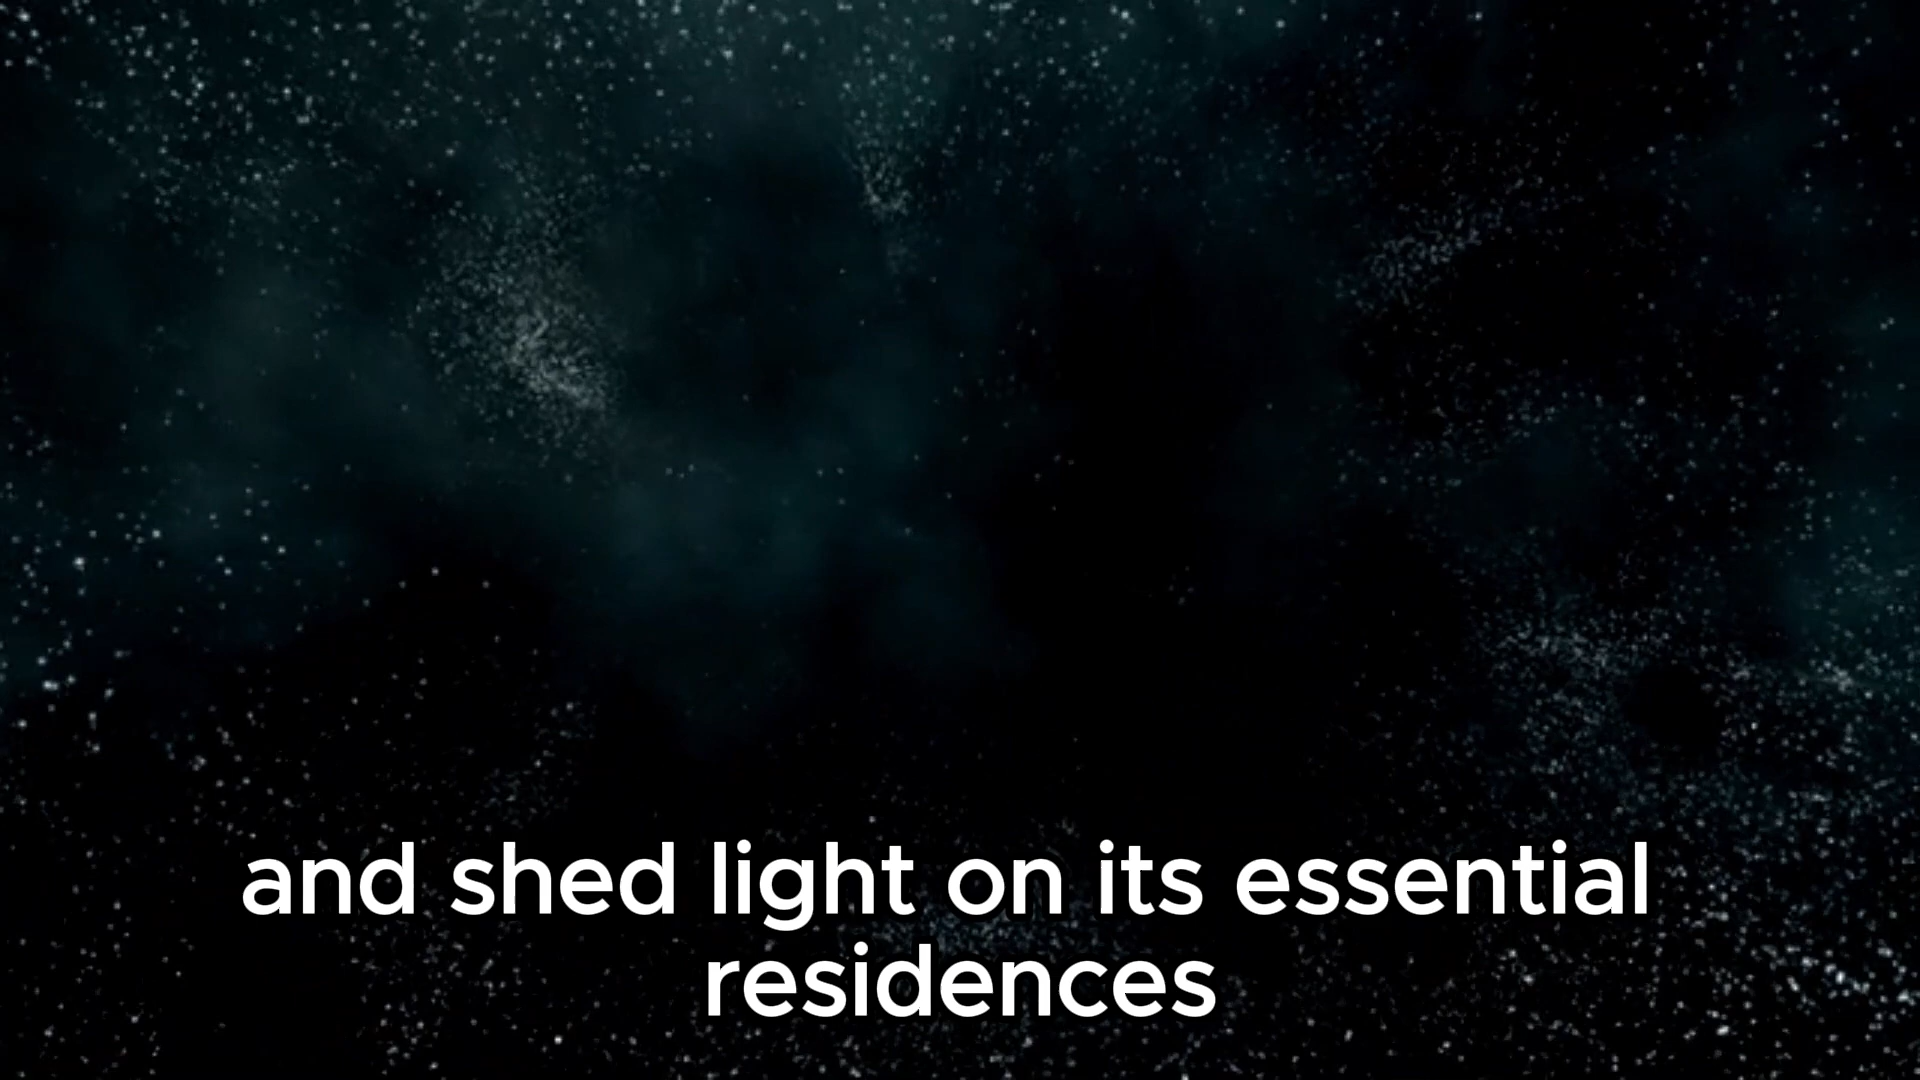 and shed light on its essential
residences